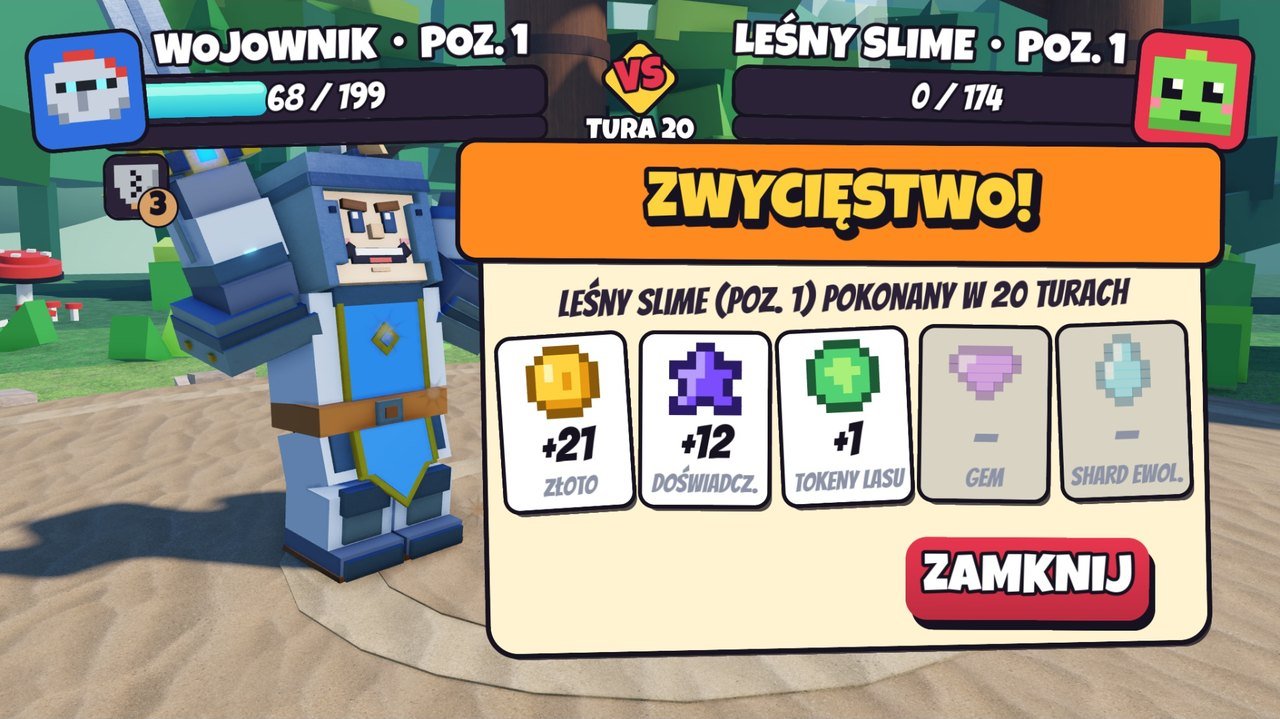 WOJOWNIK • POZ. 1
68 / 199
3
VS
TURA 20
LEŚNY SLIME • POZ. 1
0 / 174
ZWYCIĘSTWO!
LEŚNY SLIME (POZ. 1) POKONANY W 20 TURACH
+21 +12 +1 – –
ZŁOTO DOŚWIADCZ. TOKENY LASU GEM SHARD EWOL.
ZAMKNIJ